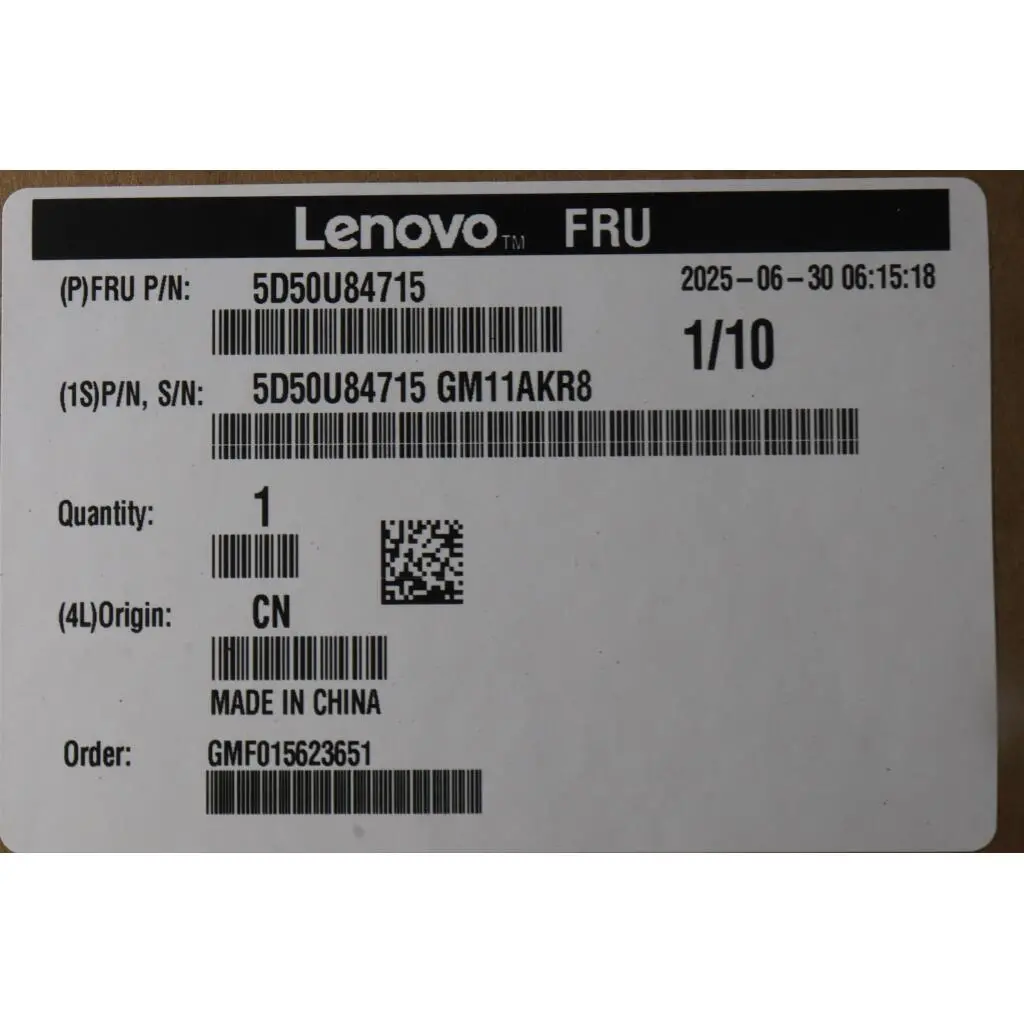 Lenovo™ FRU
(P)FRU P/N: 5D50U84715
2025-06-30 06:15:18
1/10
(1S)P/N, S/N: 5D50U84715 GM11AKR8
Quantity: 1
(4L)Origin: CN
MADE IN CHINA
Order: GMF015623651